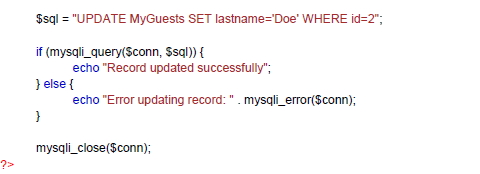 $sql = "UPDATE MyGuests SET lastname='Doe' WHERE id=2";
if (mysqli_query($conn, $sql)) {
echo "Record updated successfully";
} else {
echo "Error updating record: " . mysqli_error($conn);
}
mysqli_close($conn);
?>